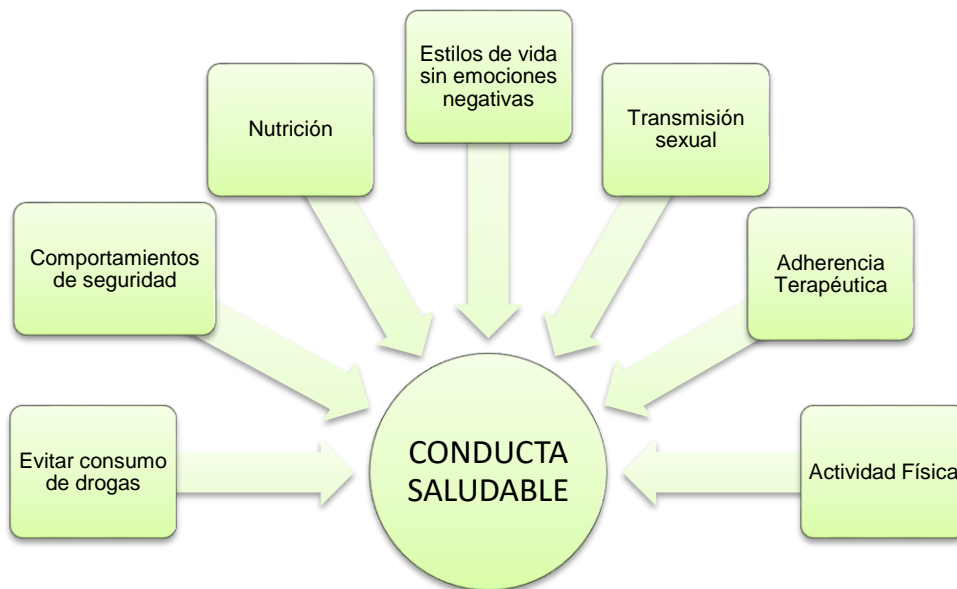 Estilos de vida
sin emociones
negativas
Nutrición
Transmisión
sexual
Comportamientos
de seguridad
Adherencia
Terapéutica
Evitar consumo
de drogas
CONDUCTA
SALUDABLE
Actividad Física